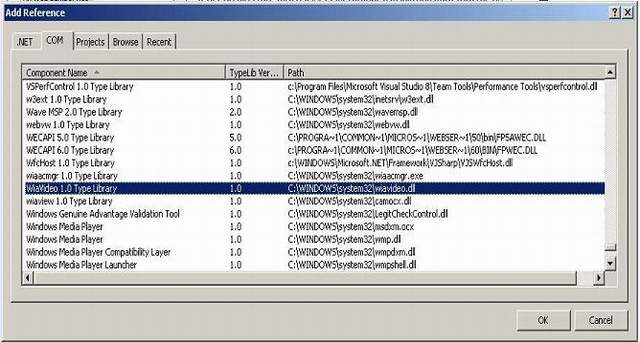 Add Reference
.NET COM Projects Browse Recent
Component Name TypeLib Ver... Path
VSPerfControl 1.0 Type Library 1.0 c:\Program Files\Microsoft Visual Studio 8\Team Tools\Performance Tools\vsperfcontrol.dll
w3ext 1.0 Type Library 1.0 C:\WINDOWS\system32\inetsrv\w3ext.dll
Wave MSP 2.0 Type Library 2.0 C:\WINDOWS\system32\wavemsp.dll
webvw 1.0 Type Library 1.0 C:\WINDOWS\system32\webvw.dll
WECAPI 5.0 Type Library 5.0 C:\PROGRA~1\COMMON~1\MICROS~1\WEBSER~1\50\bin\FP5AWEC.DLL
WECAPI 6.0 Type Library 6.0 c:\PROGRA~1\COMMON~1\MICROS~1\WEBSER~1\60\BIN\FPWEC.DLL
WfcHost 1.0 Type Library 1.0 c:\WINDOWS\Microsoft.NET\Framework\VJSharp\VJSWfcHost.dll
wiaacmgr 1.0 Type Library 1.0 C:\WINDOWS\system32\wiaacmgr.exe
WiaVideo 1.0 Type Library 1.0 C:\WINDOWS\system32\wiavideo.dll
wiaview 1.0 Type Library 1.0 C:\WINDOWS\system32\camocx.dll
Windows Genuine Advantage Validation Tool 1.0 C:\WINDOWS\system32\LegitCheckControl.dll
Windows Media Player 1.0 C:\WINDOWS\system32\msdxm.ocx
Windows Media Player 1.0 C:\WINDOWS\system32\wmp.dll
Windows Media Player Compatibility Layer 1.0 C:\WINDOWS\system32\wmpdxm.dll
Windows Media Player Launcher 1.0 C:\WINDOWS\system32\wmpshell.dll
OK Cancel